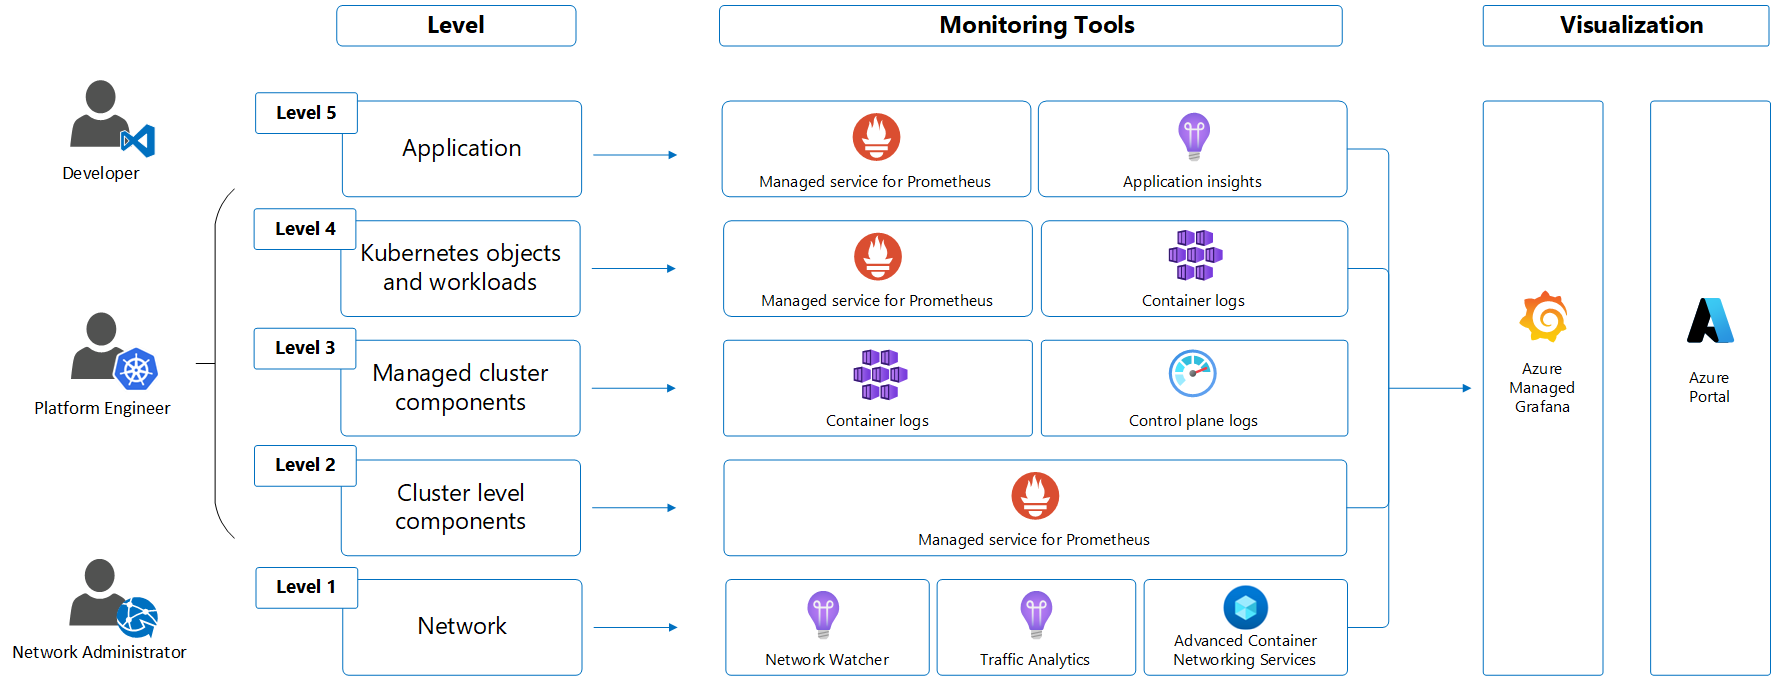 Level
Monitoring Tools
Visualization
Developer
Level 5
Application
Managed service for Prometheus
Application insights
Level 4
Kubernetes objects
and workloads
Managed service for Prometheus
Container logs
Platform Engineer
Level 3
Managed cluster
components
Container logs
Control plane logs
Level 2
Cluster level
components
Managed service for Prometheus
Network Administrator
Level 1
Network
Network Watcher
Traffic Analytics
Advanced Container
Networking Services
Azure
Managed
Grafana
Azure
Portal